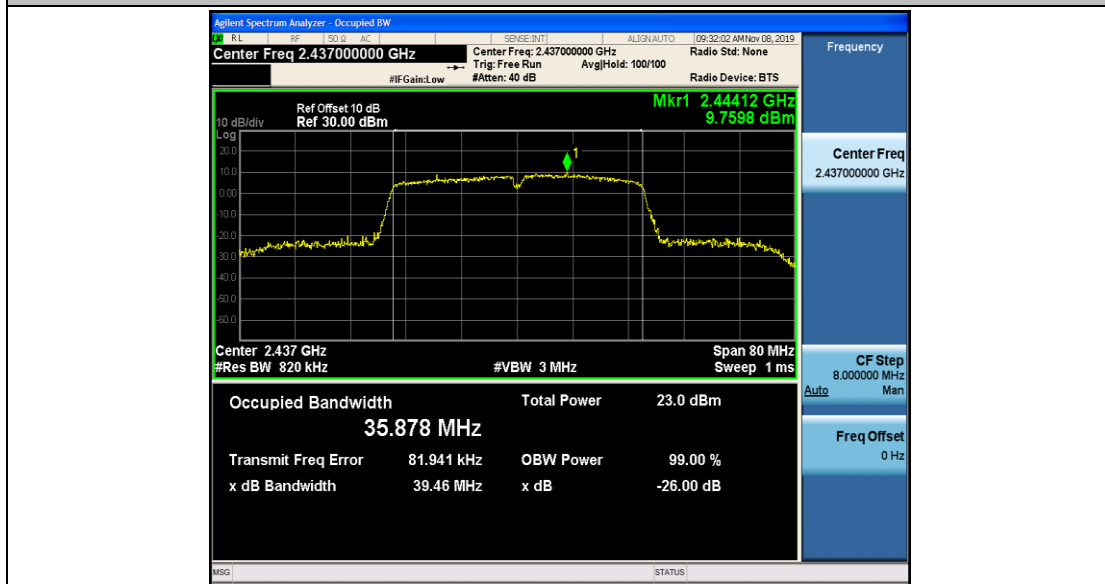 Agilent Spectrum Analyzer - Occupied BW
RL RF 50 Ω AC SENSE:INT ALIGNAUTO 09:32:02 AM Nov 08, 2019
Center Freq 2.437000000 GHz
Center Freq: 2.437000000 GHz Radio Std: None
Trig: Free Run Avg|Hold: 100/100
#IFGain:Low #Atten: 40 dB Radio Device: BTS
Frequency
Mkr1 2.44412 GHz
9.7598 dBm
Ref Offset 10 dB
10 dB/div Ref 30.00 dBm
Log
20.0
10.0
0.00
-10.0
-20.0
-30.0
-40.0
-50.0
-60.0
1
Center 2.437 GHz Span 80 MHz
#Res BW 820 kHz #VBW 3 MHz Sweep 1 ms
Center Freq
2.437000000 GHz
CF Step
8.000000 MHz
Auto Man
Freq Offset
0 Hz
Occupied Bandwidth Total Power 23.0 dBm
35.878 MHz
Transmit Freq Error 81.941 kHz OBW Power 99.00 %
x dB Bandwidth 39.46 MHz x dB -26.00 dB
MSG STATUS